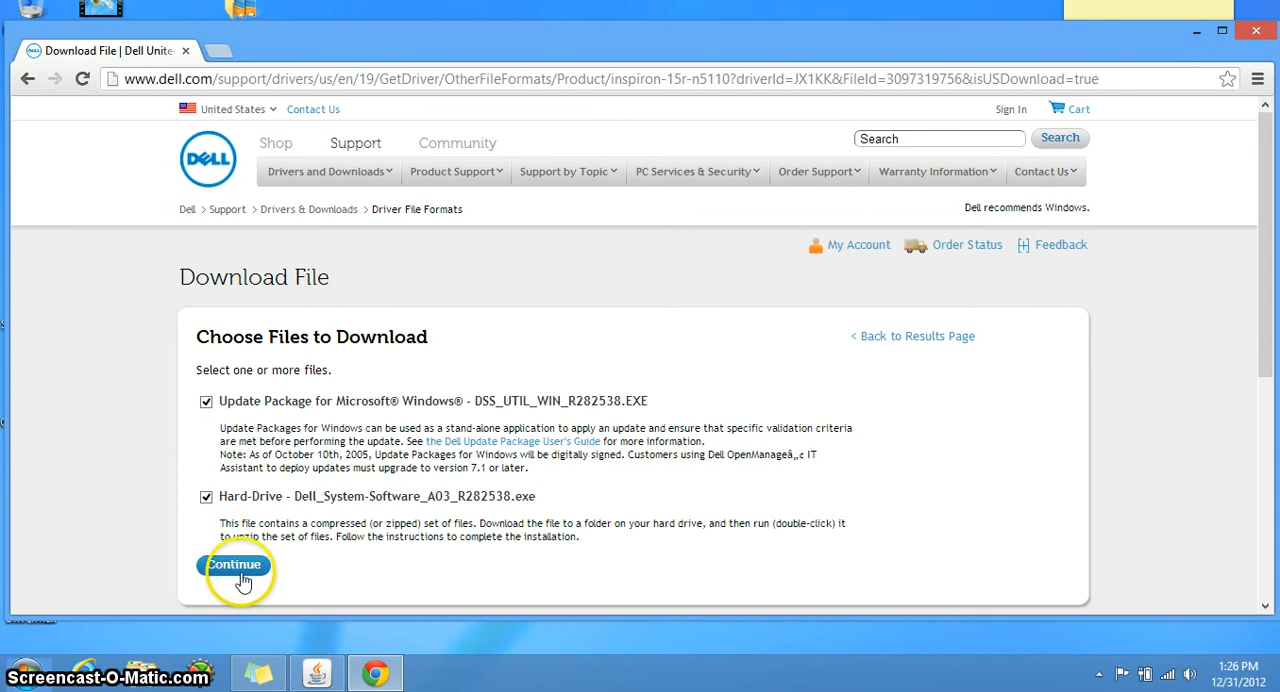 Download File | Dell Unite
www.dell.com/support/drivers/us/en/19/GetDriver/OtherFileFormats/Product/inspiron-15r-n5110?driverId=JX1KK&FileId=3097319756&isUSDownload=true
United States Contact Us Sign In Cart
DELL Shop Support Community Search Search
Drivers and Downloads Product Support Support by Topic PC Services & Security Order Support Warranty Information Contact Us
Dell > Support > Drivers & Downloads > Driver File Formats Dell recommends Windows.
My Account Order Status Feedback
Download File
Choose Files to Download < Back to Results Page
Select one or more files.
Update Package for Microsoft® Windows® - DSS_UTIL_WIN_R282538.EXE
Update Packages for Windows can be used as a stand-alone application to apply an update and ensure that specific validation criteria
are met before performing the update. See the Dell Update Package User's Guide for more information.
Note: As of October 10th, 2005, Update Packages for Windows will be digitally signed. Customers using Dell OpenManageâ„¢ IT
Assistant to deploy updates must upgrade to version 7.1 or later.
Hard-Drive - Dell_System-Software_A03_R282538.exe
This file contains a compressed (or zipped) set of files. Download the file to a folder on your hard drive, and then run (double-click) it
to unzip the set of files. Follow the instructions to complete the installation.
Continue
1:26 PM
12/31/2012
Screencast-O-Matic.com